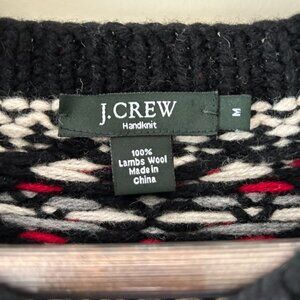 J.CREW
Handknit
M
100%
Lambs Wool
Made in
China